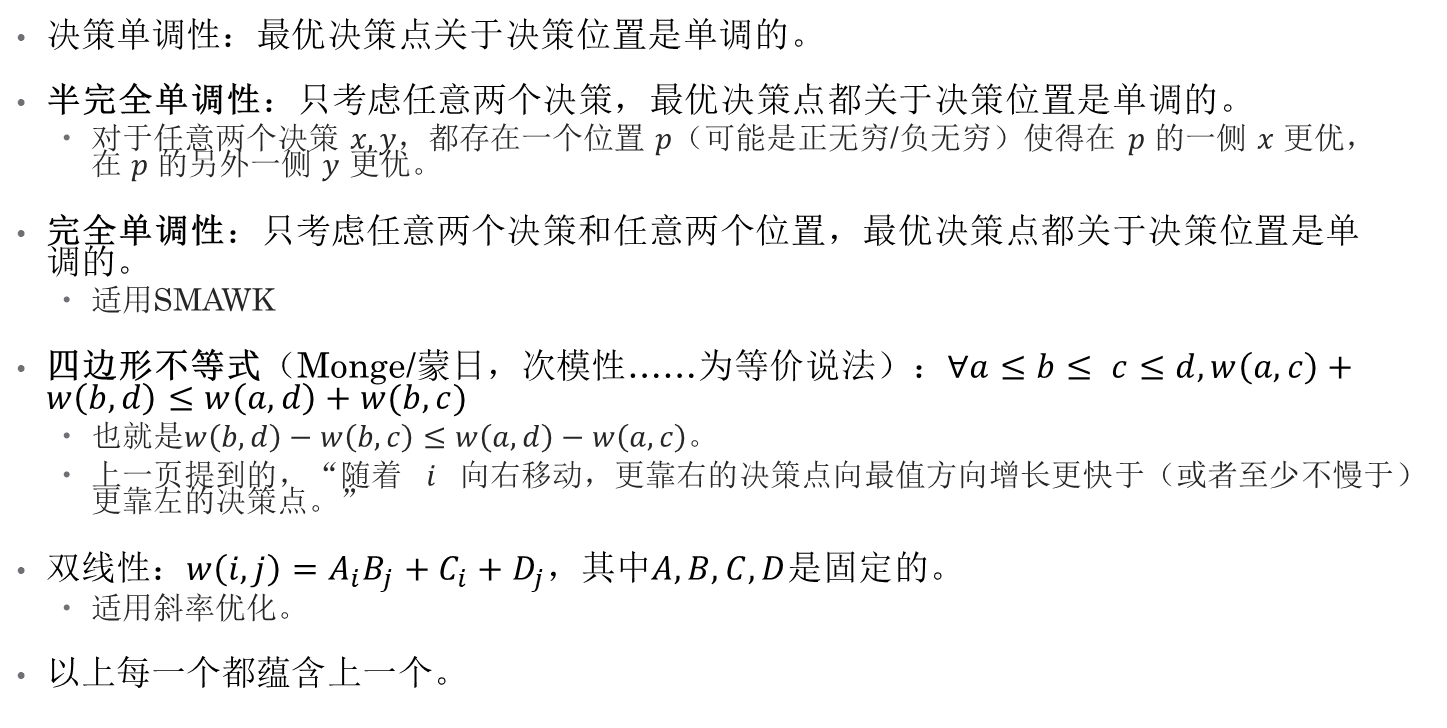 • 决策单调性：最优决策点关于决策位置是单调的。
• 半完全单调性：只考虑任意两个决策，最优决策点都关于决策位置是单调的。
• 对于任意两个决策 x, y，都存在一个位置 p（可能是正无穷/负无穷）使得在 p 的一侧 x 更优，
在 p 的另外一侧 y 更优。
• 完全单调性：只考虑任意两个决策和任意两个位置，最优决策点都关于决策位置是单
调的。
• 适用SMAWK
• 四边形不等式（Monge/蒙日，次模性……为等价说法）：∀a ≤ b ≤ c ≤ d, w(a, c) +
w(b, d) ≤ w(a, d) + w(b, c)
• 也就是w(b, d) − w(b, c) ≤ w(a, d) − w(a, c)。
• 上一页提到的，“随着 i 向右移动，更靠右的决策点向最值方向增长更快于（或者至少不慢于）
更靠左的决策点。”
• 双线性：w(i, j) = AᵢBⱼ + Cᵢ + Dⱼ，其中A, B, C, D是固定的。
• 适用斜率优化。
• 以上每一个都蕴含上一个。